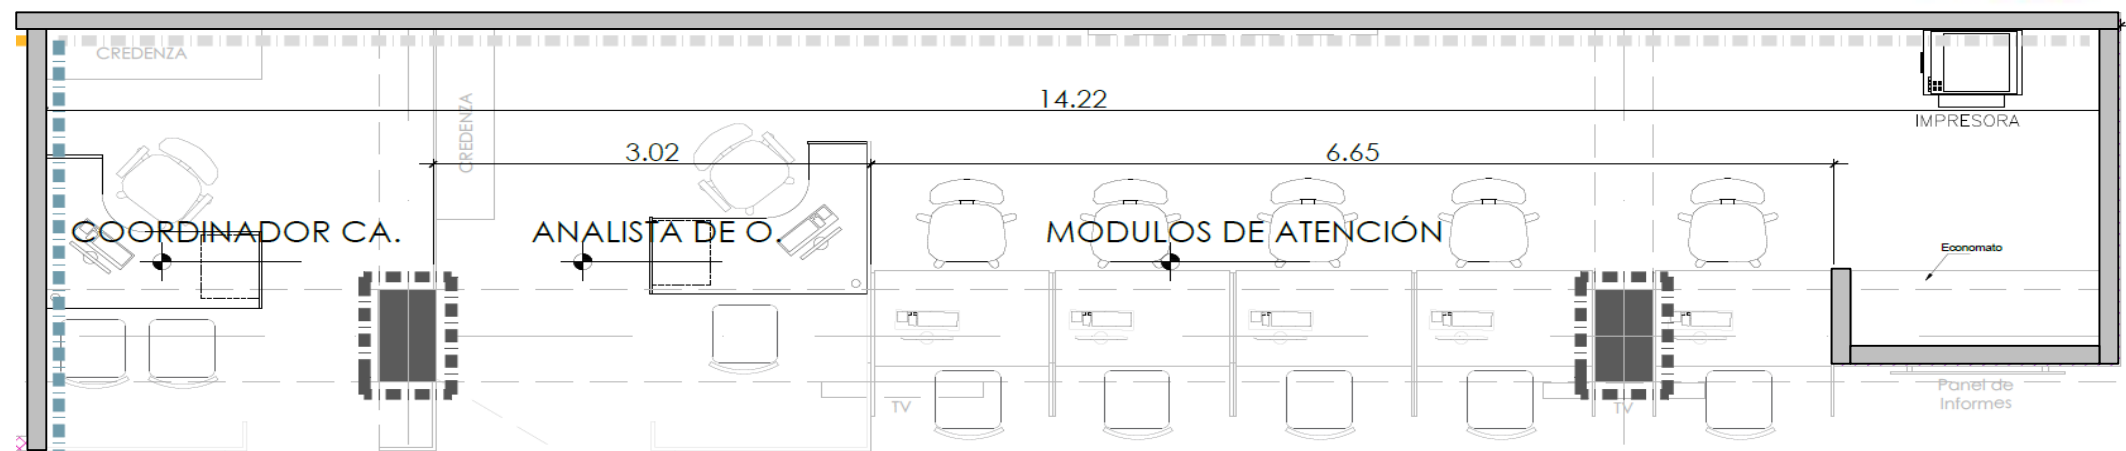 CREDENZA
CREDENZA
14.22
IMPRESORA
3.02
6.65
COORDINADOR CA.
ANALISTA DE O.
MODULOS DE ATENCIÓN
Economato
TV
TV
Panel de
Informes